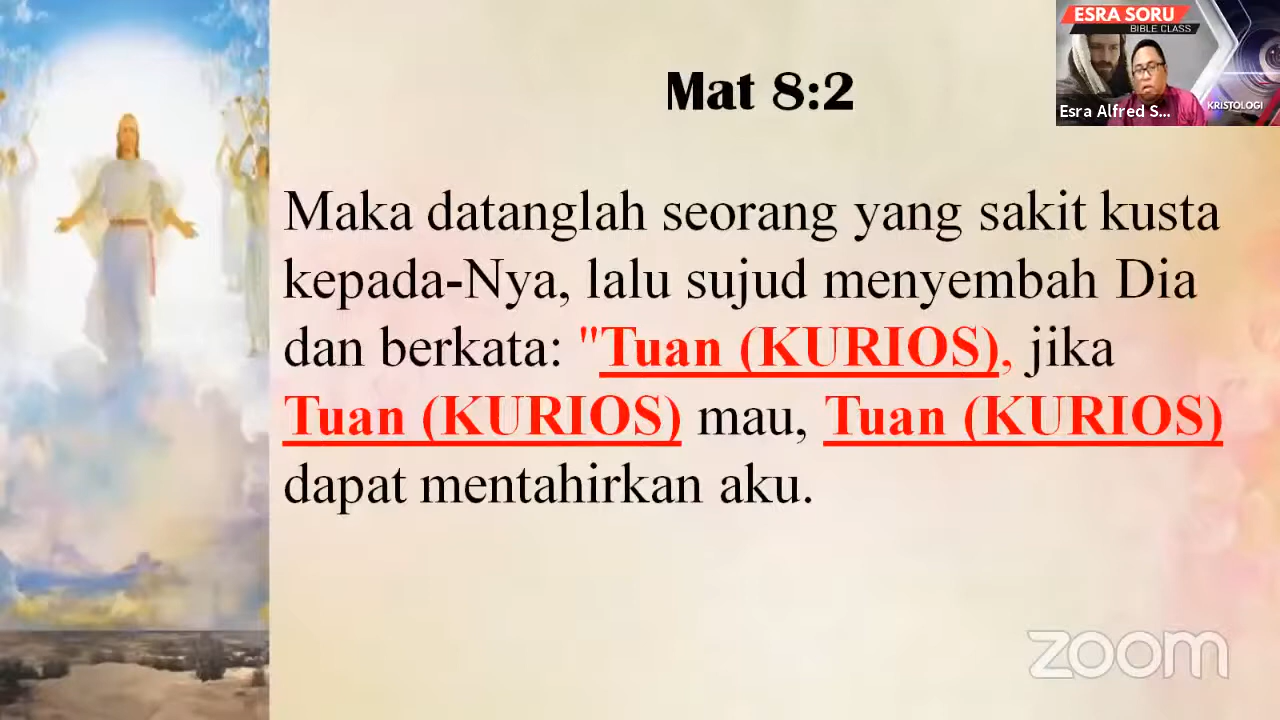 Mat 8:2
ESRA SORU
BIBLE CLASS
KRISTOLOGI
Esra Alfred S...
Maka datanglah seorang yang sakit kusta
kepada-Nya, lalu sujud menyembah Dia
dan berkata: "Tuan (KURIOS), jika
Tuan (KURIOS) mau, Tuan (KURIOS)
dapat mentahirkan aku.
zoom